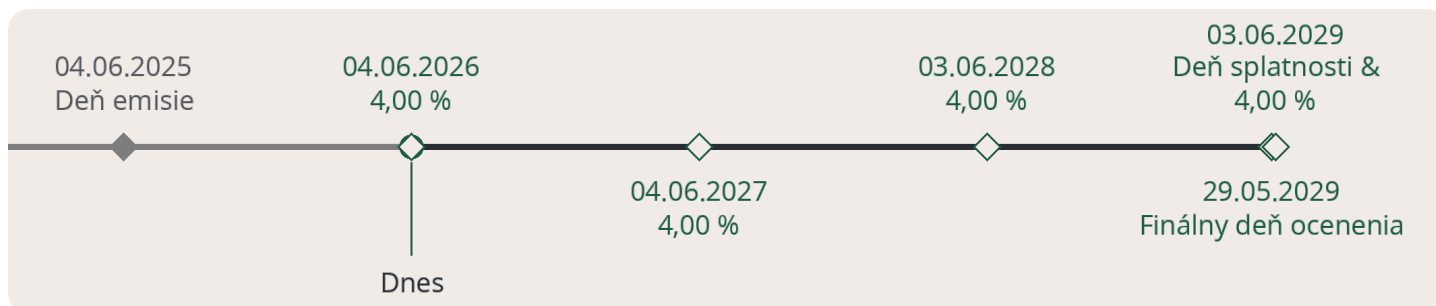 04.06.2025
Deň emisie
04.06.2026
4,00 %
Dnes
04.06.2027
4,00 %
03.06.2028
4,00 %
03.06.2029
Deň splatnosti &
4,00 %
29.05.2029
Finálny deň ocenenia